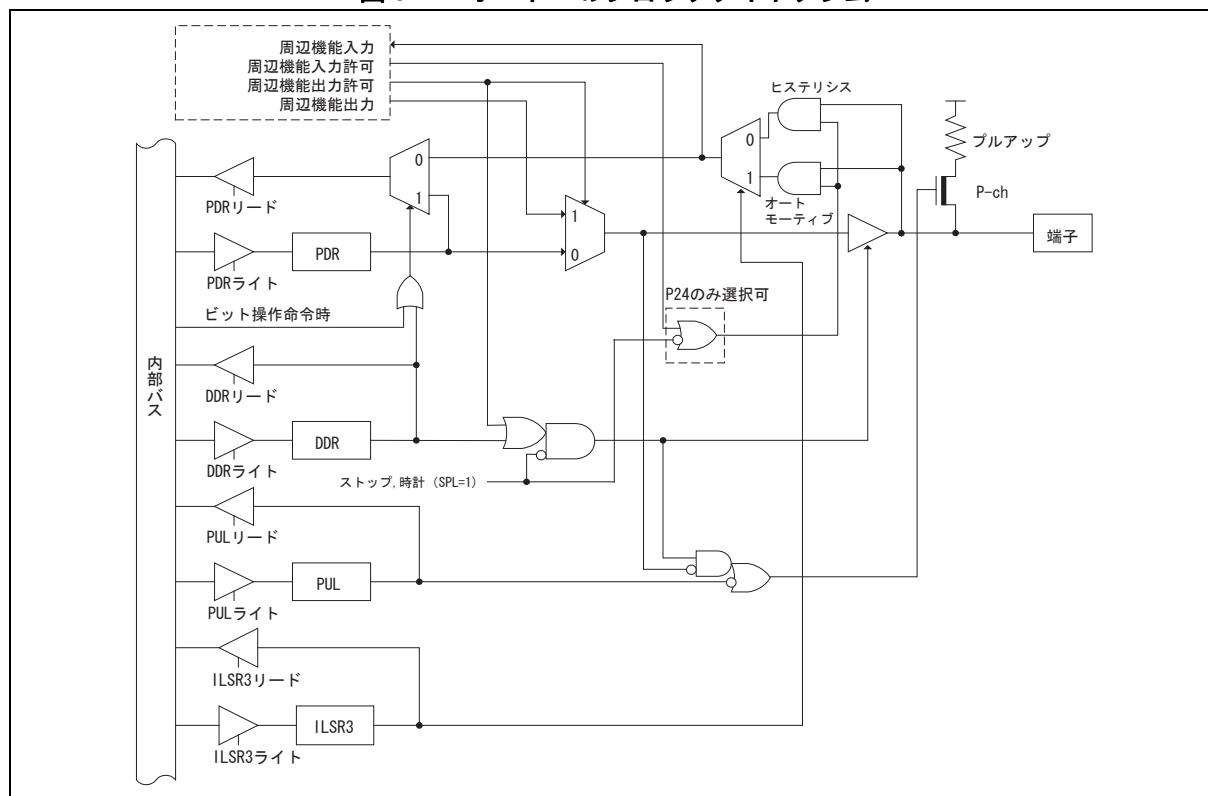 周辺機能入力
周辺機能入力許可
周辺機能出力許可
周辺機能出力
ヒステリシス
プルアップ
0
1
P-ch
オート
モーティブ
0
1
PDRリード
1
0
端子
PDR
PDRライト
P24のみ選択可
ビット操作命令時
内部バス
DDRリード
DDR
DDRライト
ストップ,時計 (SPL=1)
PULリード
PUL
PULライト
ILSR3リード
ILSR3
ILSR3ライト